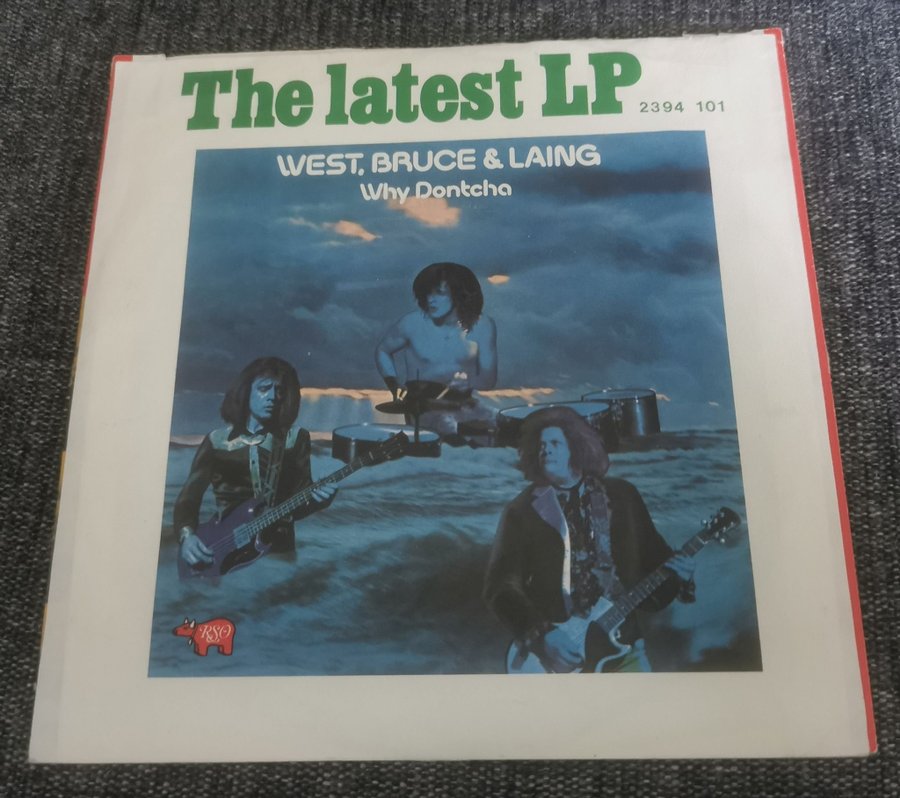 The latest LP 2394 101
WEST, BRUCE & LAING
Why Dontcha
RSO